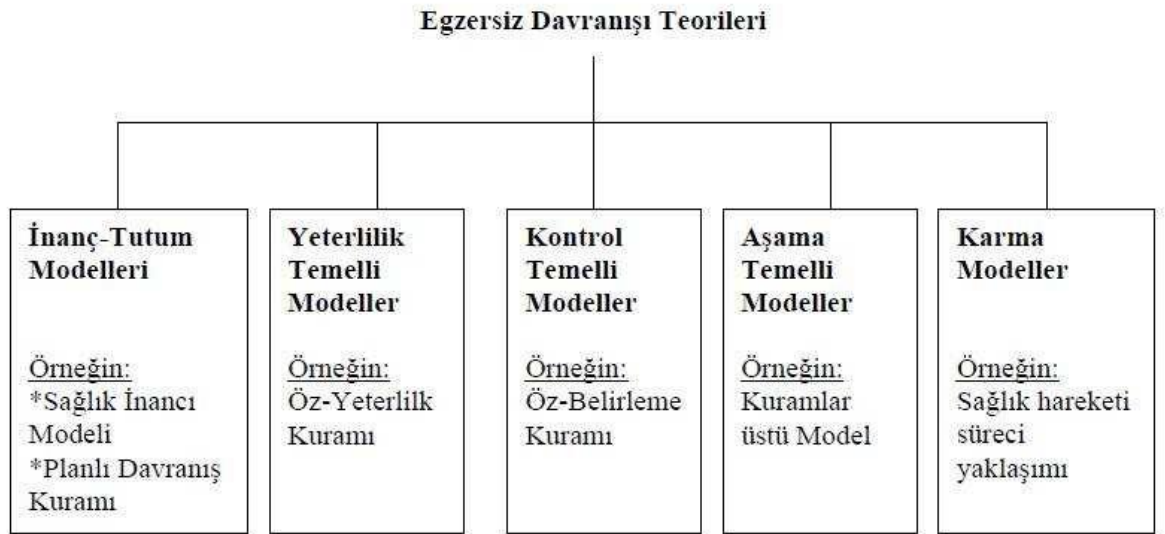 Egzersiz Davranışı Teorileri
İnanç-Tutum
Modelleri
Örneğin:
*Sağlık İnancı
Modeli
*Planlı Davranış
Kuramı
Yeterlilik
Temelli
Modeller
Örneğin:
Öz-Yeterlilk
Kuramı
Kontrol
Temelli
Modeller
Örneğin:
Öz-Belirleme
Kuramı
Aşama
Temelli
Modeller
Örneğin:
Kuramlar
üstü Model
Karma
Modeller
Örneğin:
Sağlık hareketi
süreci
yaklaşımı